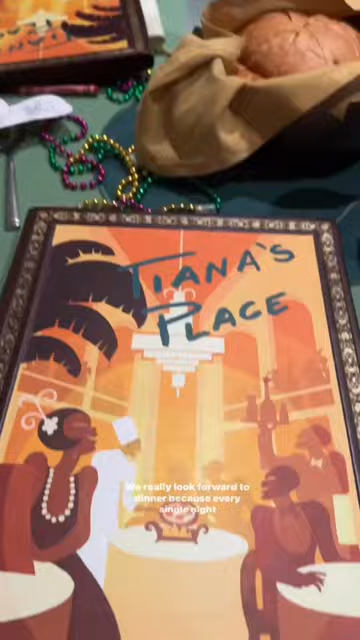 TIANA'S
PLACE
We really look forward to
dinner because every
single night